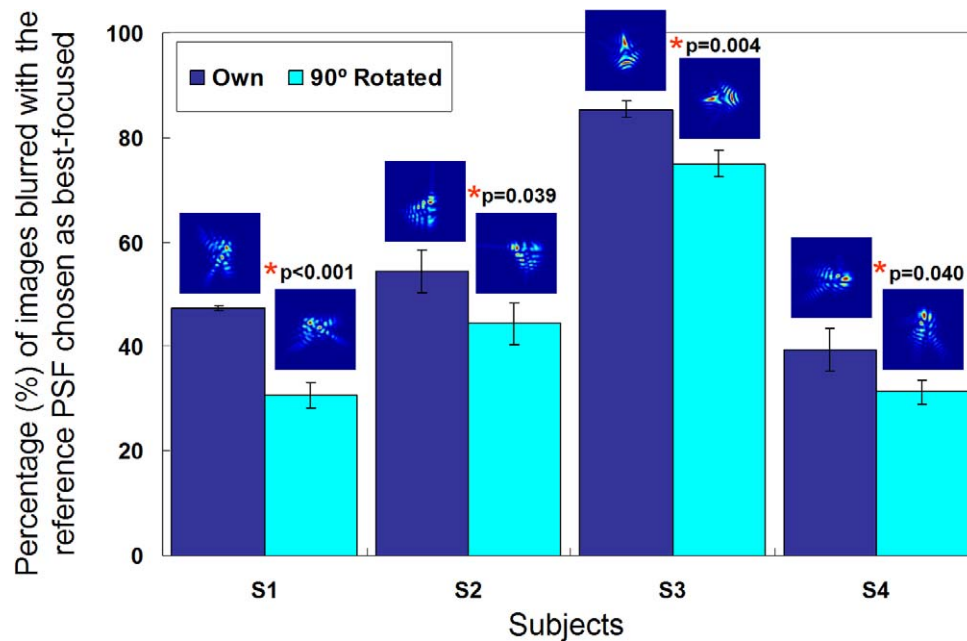 Percentage (%) of images blurred with the
reference PSF chosen as best-focused
100
80
60
40
20
0
Own
90º Rotated
*p<0.001
*p=0.039
*p=0.004
*p=0.040
S1
S2
S3
S4
Subjects